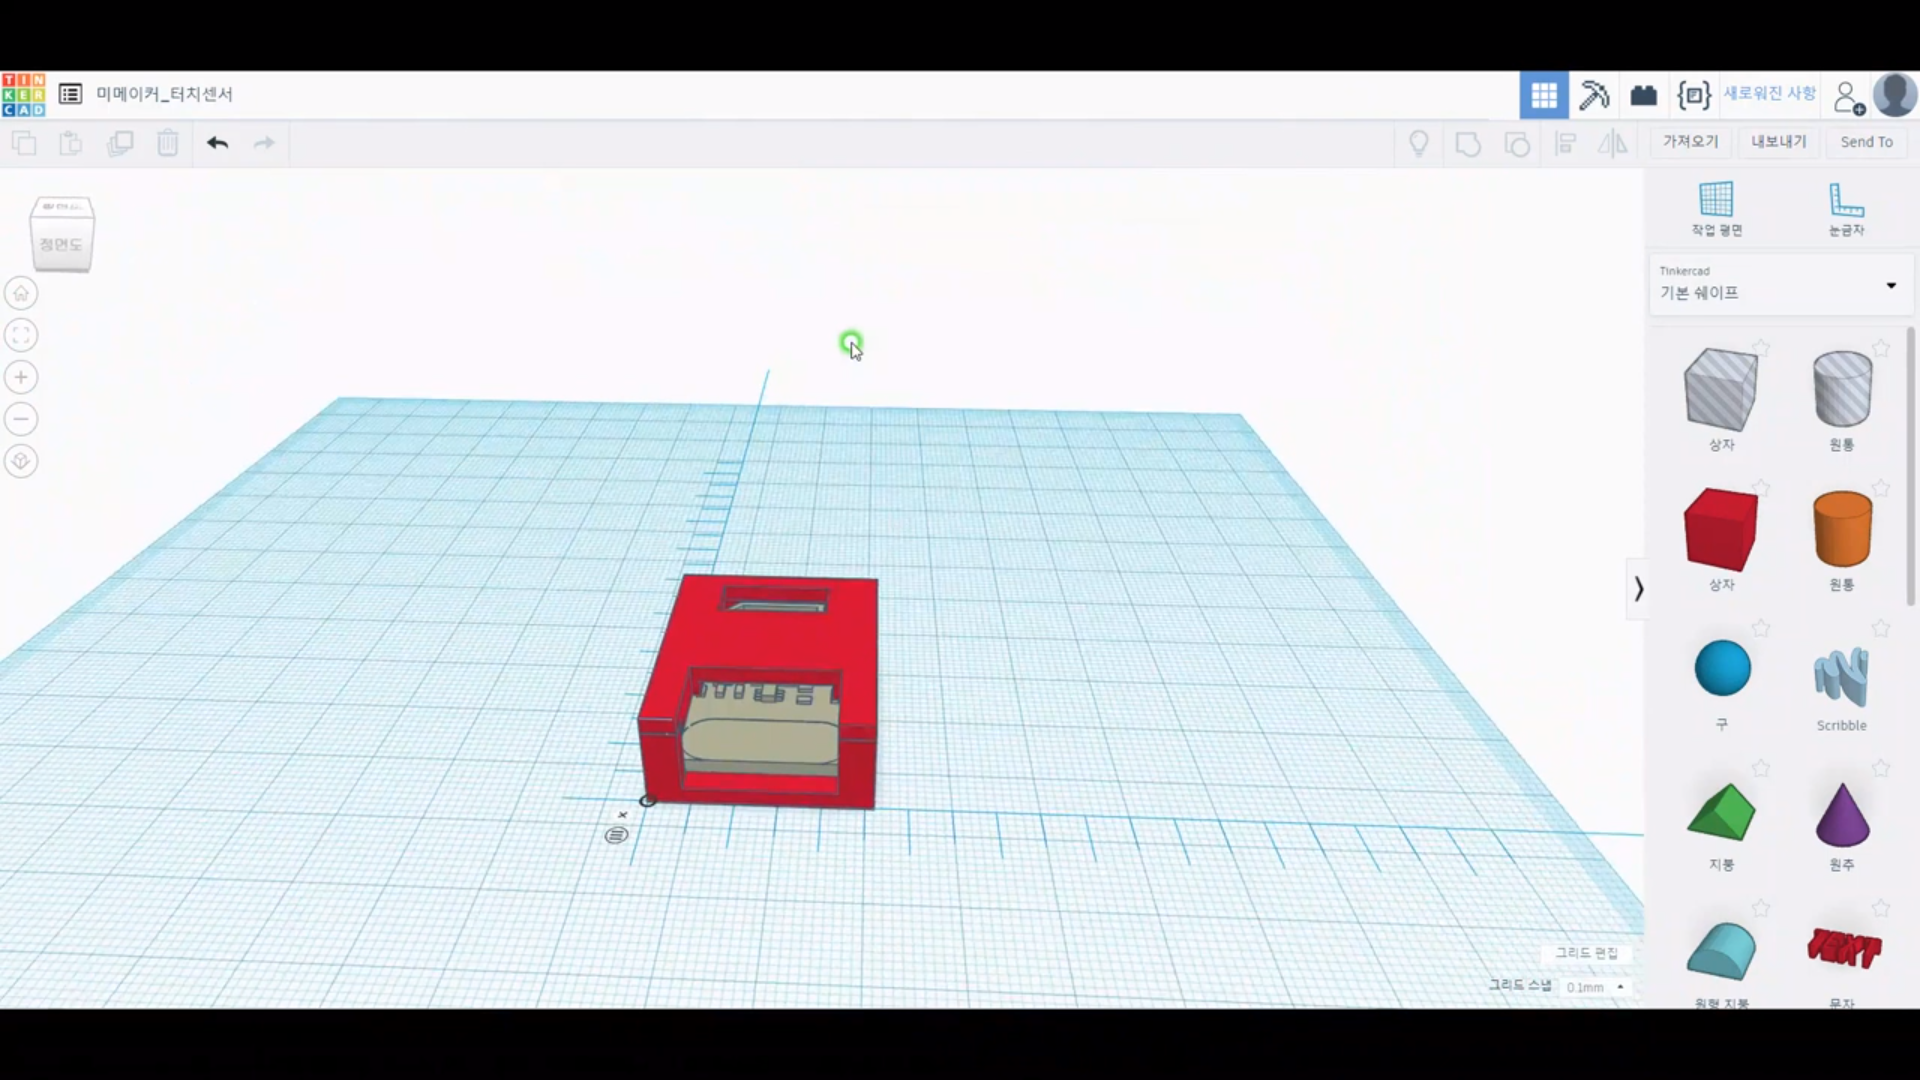 TIN
KER
CAD
미메이커_터치센서
새로워진 사항
가져오기
내보내기
Send To
정면도
작업 평면
눈금자
Tinkercad
기본 쉐이프
상자
원통
상자
원통
구
Scribble
지붕
원추
원형 지붕
문자
TEXT
그리드 편집
그리드 스냅
0.1mm